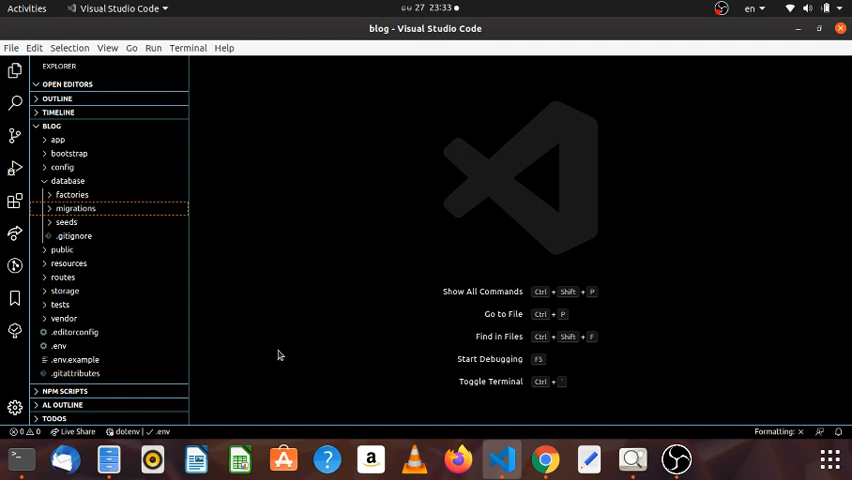 Activities
Visual Studio Code
27 23:33
en
blog - Visual Studio Code
File Edit Selection View Go Run Terminal Help
EXPLORER
OPEN EDITORS
OUTLINE
TIMELINE
BLOG
app
bootstrap
config
database
factories
migrations
seeds
.gitignore
public
resources
routes
storage
tests
vendor
.editorconfig
.env
.env.example
.gitattributes
NPM SCRIPTS
AL OUTLINE
TODOS
Show All Commands Ctrl + Shift + P
Go to File Ctrl + P
Find in Files Ctrl + Shift + F
Start Debugging F5
Toggle Terminal Ctrl + `
0 0 Live Share dotenv .env Formatting: ×